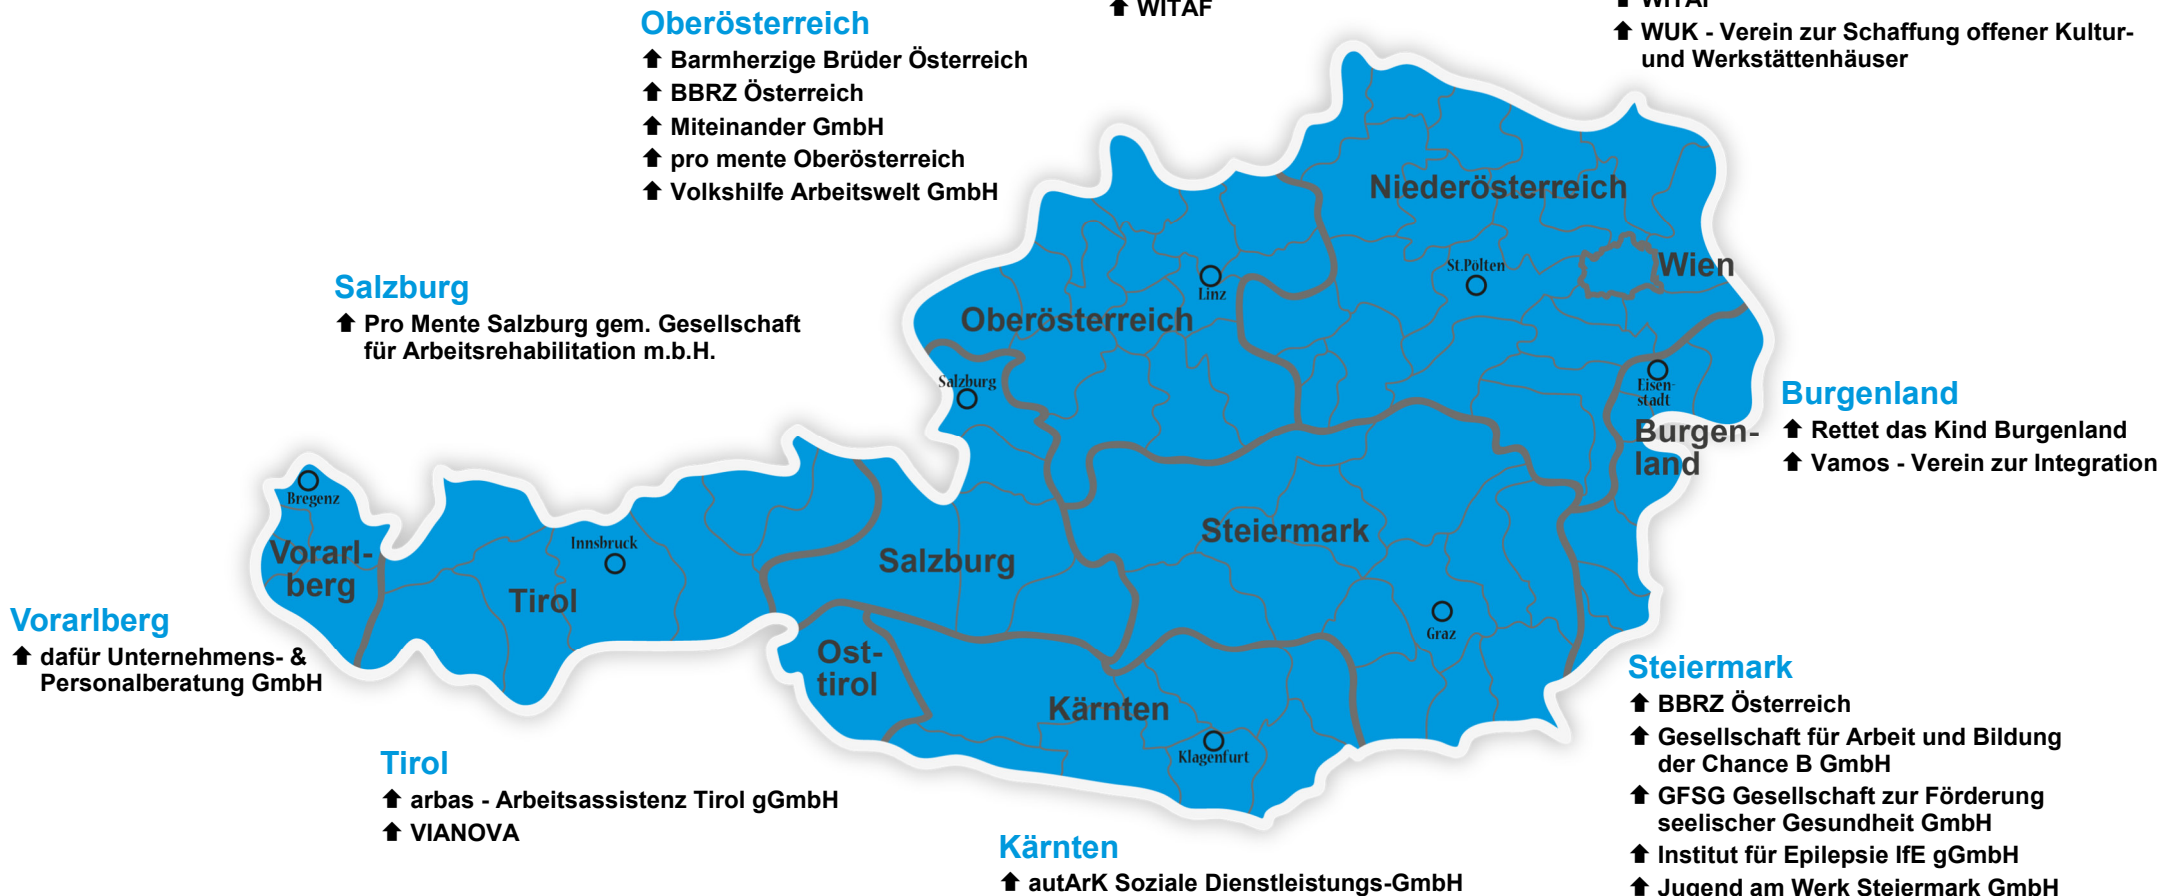 WITAF
WITAF
WUK - Verein zur Schaffung offener Kultur-
und Werkstättenhäuser
Oberösterreich
Barmherzige Brüder Österreich
BBRZ Österreich
Miteinander GmbH
pro mente Oberösterreich
Volkshilfe Arbeitswelt GmbH
Salzburg
Pro Mente Salzburg gem. Gesellschaft
für Arbeitsrehabilitation m.b.H.
Niederösterreich
Wien
St.Pölten
Linz
Oberösterreich
Salzburg
Eisen-
stadt
Burgen-
land
Burgenland
Rettet das Kind Burgenland
Vamos - Verein zur Integration
Bregenz
Vorarl-
berg
Innsbruck
Tirol
Salzburg
Steiermark
Graz
Ost-
tirol
Kärnten
Klagenfurt
Vorarlberg
dafür Unternehmens- &
Personalberatung GmbH
Tirol
arbas - Arbeitsassistenz Tirol gGmbH
VIANOVA
Kärnten
autArK Soziale Dienstleistungs-GmbH
Steiermark
BBRZ Österreich
Gesellschaft für Arbeit und Bildung
der Chance B GmbH
GFSG Gesellschaft zur Förderung
seelischer Gesundheit GmbH
Institut für Epilepsie IfE gGmbH
Jugend am Werk Steiermark GmbH